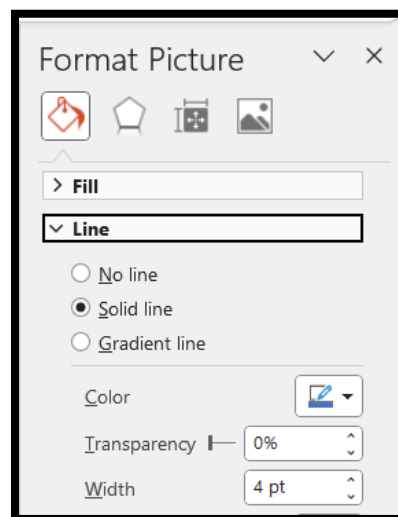 Format Picture
Fill
Line
No line
Solid line
Gradient line
Color
Transparency 0%
Width 4 pt